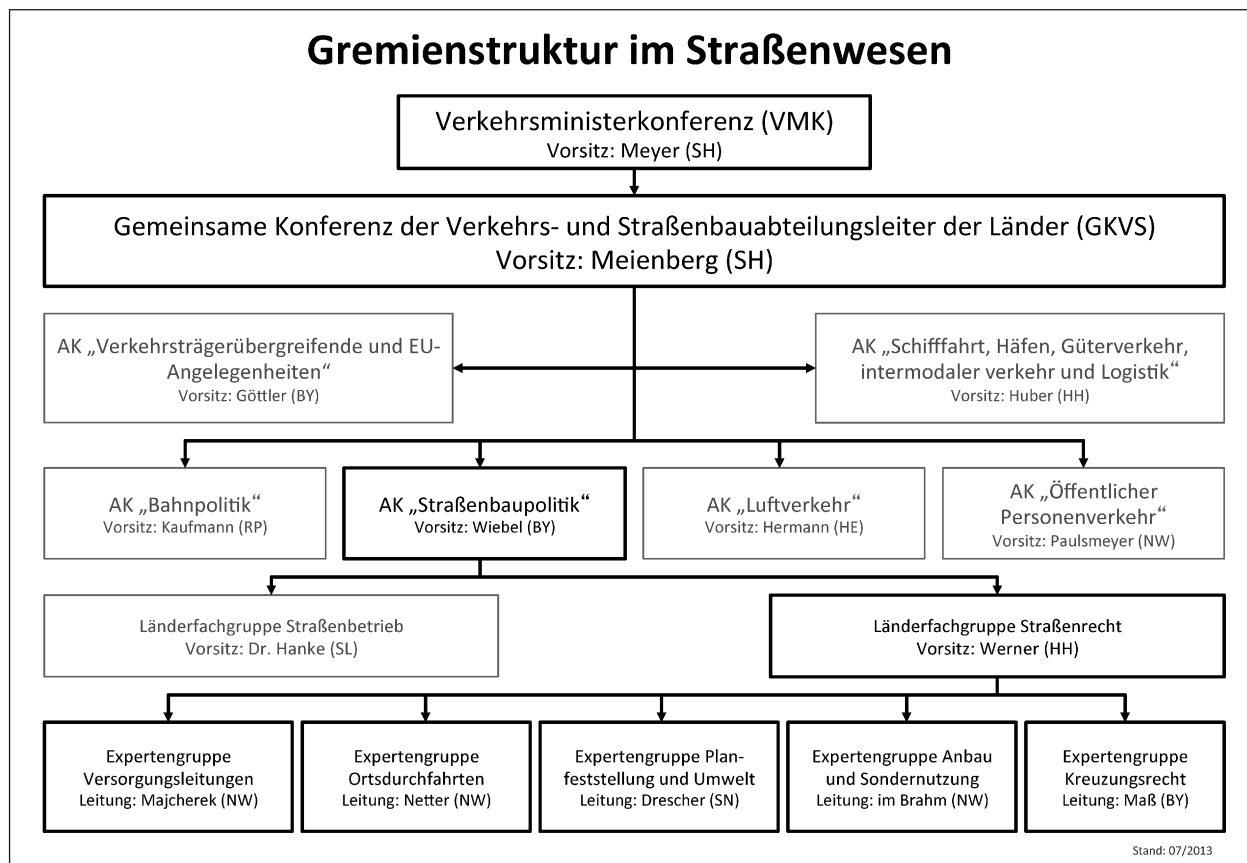 Gremienstruktur im Straßenwesen
Verkehrsministerkonferenz (VMK)
Vorsitz: Meyer (SH)
Gemeinsame Konferenz der Verkehrs- und Straßenbauabteilungsleiter der Länder (GKVS)
Vorsitz: Meienberg (SH)
AK „Verkehrsträgerübergreifende und EU-
Angelegenheiten“
Vorsitz: Göttler (BY)
AK „Schifffahrt, Häfen, Güterverkehr,
intermodaler verkehr und Logistik“
Vorsitz: Huber (HH)
AK „Bahnpolitik“
Vorsitz: Kaufmann (RP)
AK „Straßenbaupolitik“
Vorsitz: Wiebel (BY)
AK „Luftverkehr“
Vorsitz: Hermann (HE)
AK „Öffentlicher
Personenverkehr“
Vorsitz: Paulsmeyer (NW)
Länderfachgruppe Straßenbetrieb
Vorsitz: Dr. Hanke (SL)
Länderfachgruppe Straßenrecht
Vorsitz: Werner (HH)
Expertengruppe
Versorgungsleitungen
Leitung: Majcherek (NW)
Expertengruppe
Ortsdurchfahrten
Leitung: Netter (NW)
Expertengruppe Plan-
feststellung und Umwelt
Leitung: Drescher (SN)
Expertengruppe Anbau
und Sondernutzung
Leitung: im Brahm (NW)
Expertengruppe
Kreuzungsrecht
Leitung: Maß (BY)
Stand: 07/2013